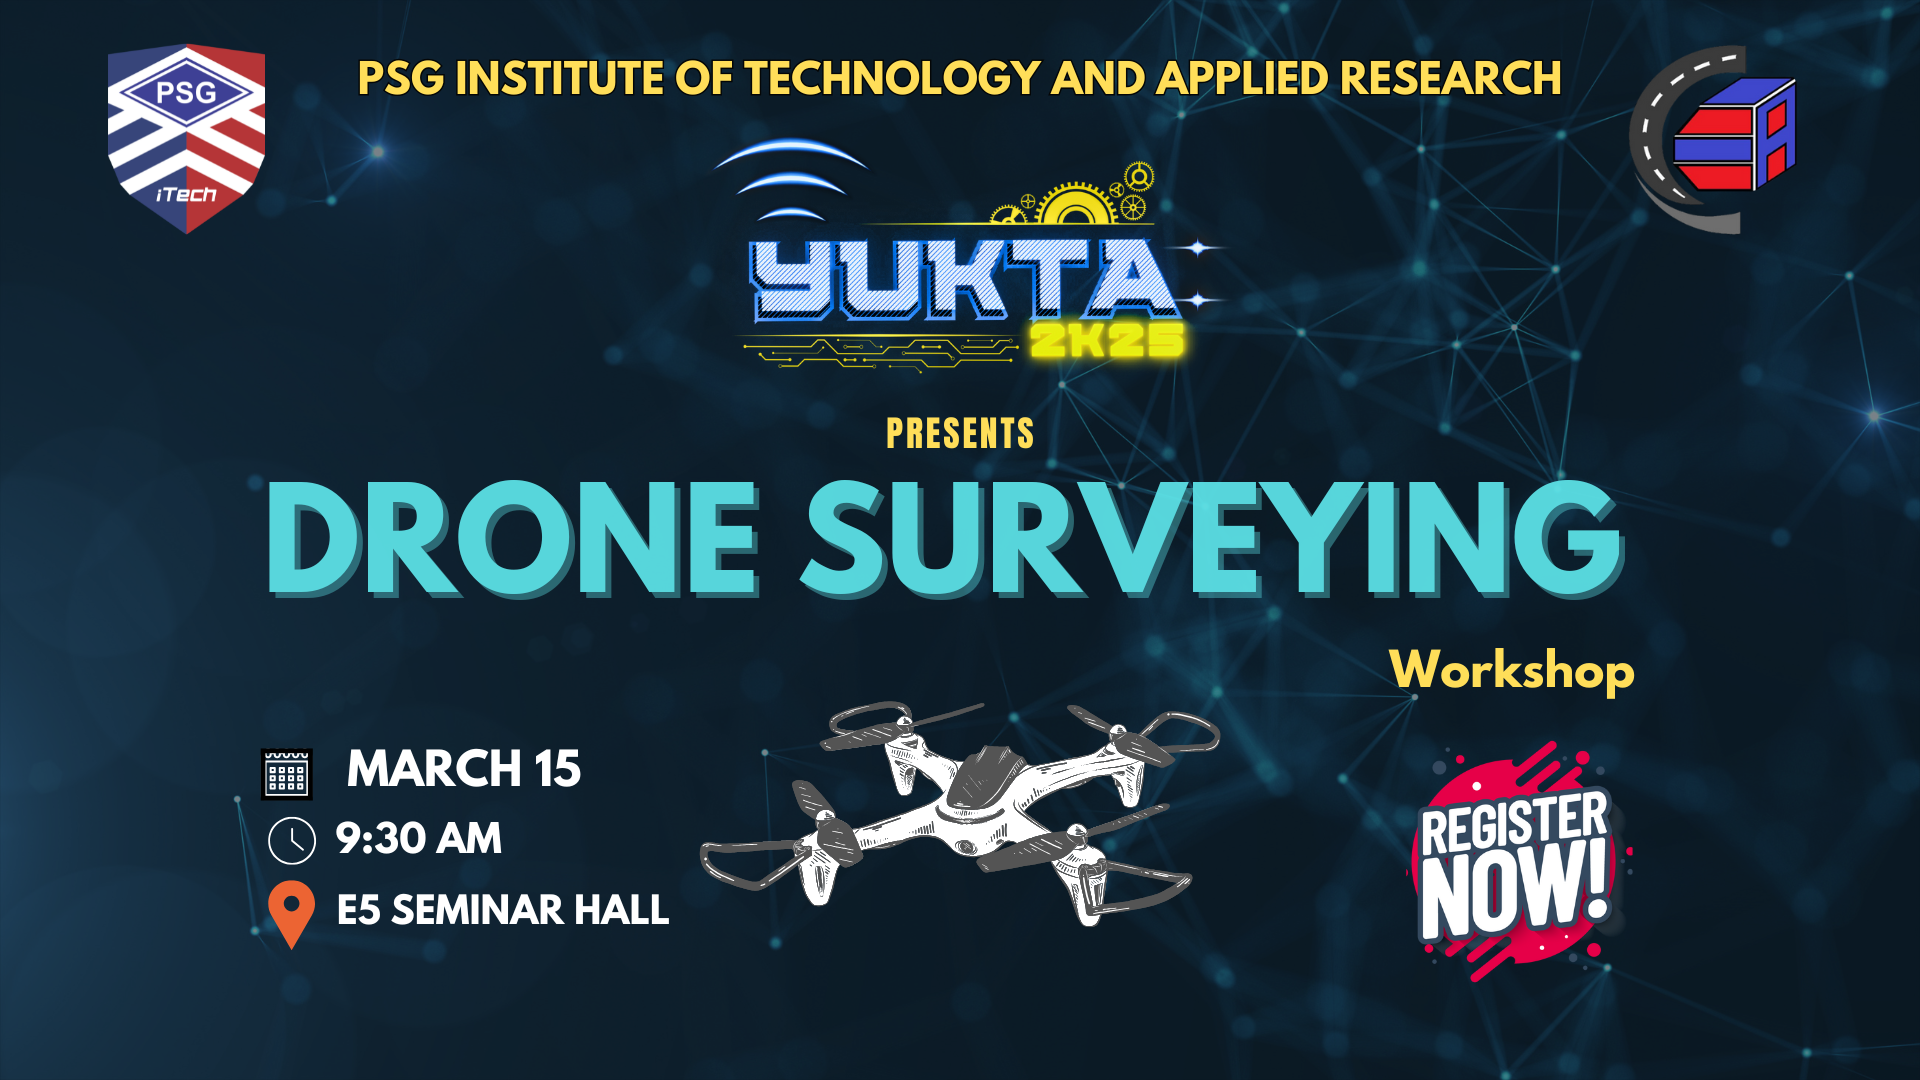 PSG
iTech
PSG INSTITUTE OF TECHNOLOGY AND APPLIED RESEARCH
YUKTA
2K25
PRESENTS
DRONE SURVEYING
Workshop
MARCH 15
9:30 AM
E5 SEMINAR HALL
REGISTER
NOW!